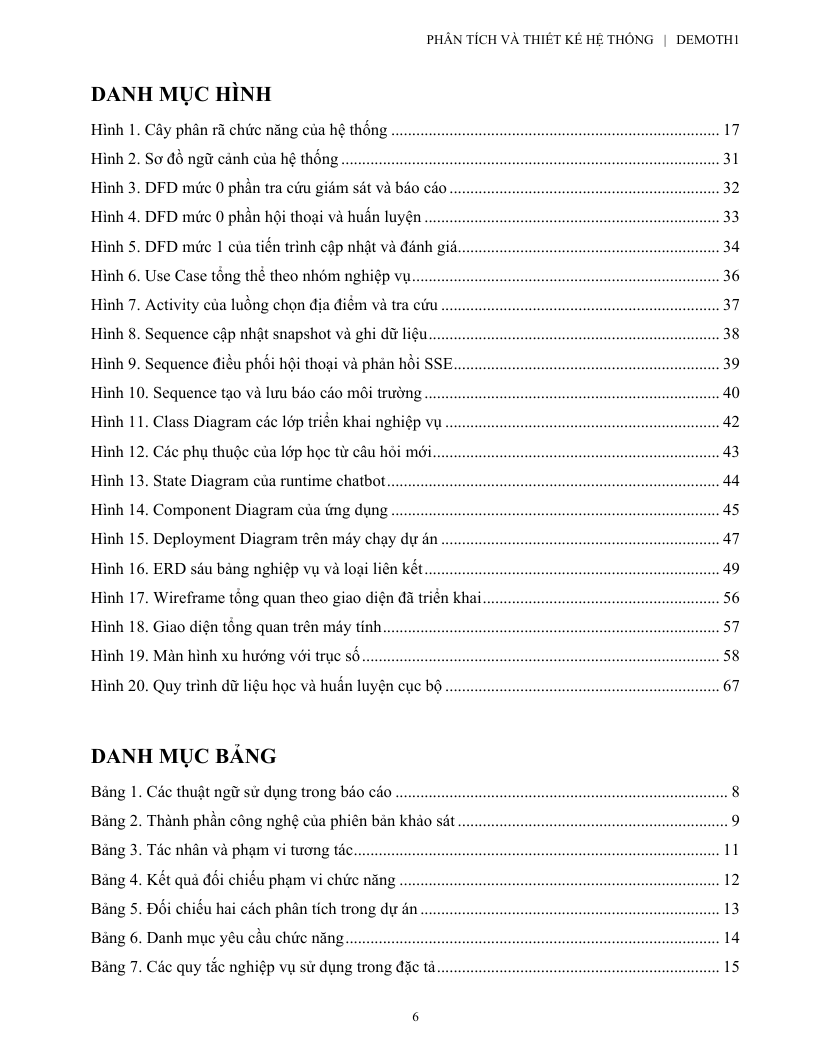 PHÂN TÍCH VÀ THIẾT KẾ HỆ THỐNG | DEMOTH1
DANH MỤC HÌNH
Hình 1. Cây phân rã chức năng của hệ thống ................................................................................ 17
Hình 2. Sơ đồ ngữ cảnh của hệ thống ............................................................................................ 31
Hình 3. DFD mức 0 phần tra cứu giám sát và báo cáo .................................................................. 32
Hình 4. DFD mức 0 phần hội thoại và huấn luyện ........................................................................ 33
Hình 5. DFD mức 1 của tiến trình cập nhật và đánh giá................................................................ 34
Hình 6. Use Case tổng thể theo nhóm nghiệp vụ........................................................................... 36
Hình 7. Activity của luồng chọn địa điểm và tra cứu .................................................................... 37
Hình 8. Sequence cập nhật snapshot và ghi dữ liệu....................................................................... 38
Hình 9. Sequence điều phối hội thoại và phản hồi SSE................................................................. 39
Hình 10. Sequence tạo và lưu báo cáo môi trường ........................................................................ 40
Hình 11. Class Diagram các lớp triển khai nghiệp vụ ................................................................... 42
Hình 12. Các phụ thuộc của lớp học từ câu hỏi mới...................................................................... 43
Hình 13. State Diagram của runtime chatbot................................................................................. 44
Hình 14. Component Diagram của ứng dụng ................................................................................ 45
Hình 15. Deployment Diagram trên máy chạy dự án .................................................................... 47
Hình 16. ERD sáu bảng nghiệp vụ và loại liên kết........................................................................ 49
Hình 17. Wireframe tổng quan theo giao diện đã triển khai.......................................................... 56
Hình 18. Giao diện tổng quan trên máy tính.................................................................................. 57
Hình 19. Màn hình xu hướng với trục số....................................................................................... 58
Hình 20. Quy trình dữ liệu học và huấn luyện cục bộ ................................................................... 67
DANH MỤC BẢNG
Bảng 1. Các thuật ngữ sử dụng trong báo cáo ................................................................................. 8
Bảng 2. Thành phần công nghệ của phiên bản khảo sát .................................................................. 9
Bảng 3. Tác nhân và phạm vi tương tác......................................................................................... 11
Bảng 4. Kết quả đối chiếu phạm vi chức năng .............................................................................. 12
Bảng 5. Đối chiếu hai cách phân tích trong dự án ......................................................................... 13
Bảng 6. Danh mục yêu cầu chức năng........................................................................................... 14
Bảng 7. Các quy tắc nghiệp vụ sử dụng trong đặc tả..................................................................... 15
6